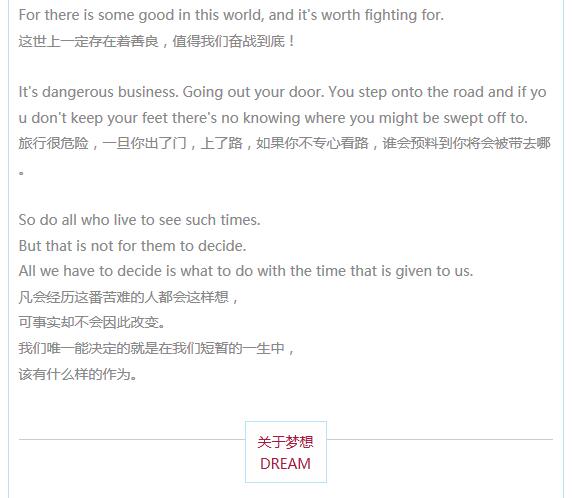 For there is some good in this world, and it's worth fighting for.
这世上一定存在着善良，值得我们奋战到底！
It's dangerous business. Going out your door. You step onto the road and if yo
u don't keep your feet there's no knowing where you might be swept off to.
旅行很危险，一旦你出了门，上了路，如果你不专心看路，谁会预料到你将会被带去哪
。
So do all who live to see such times.
But that is not for them to decide.
All we have to decide is what to do with the time that is given to us.
凡会经历这番苦难的人都会这样想，
可事实却不会因此改变。
我们唯一能决定的就是在我们短暂的一生中，
该有什么样的作为。
关于梦想
DREAM